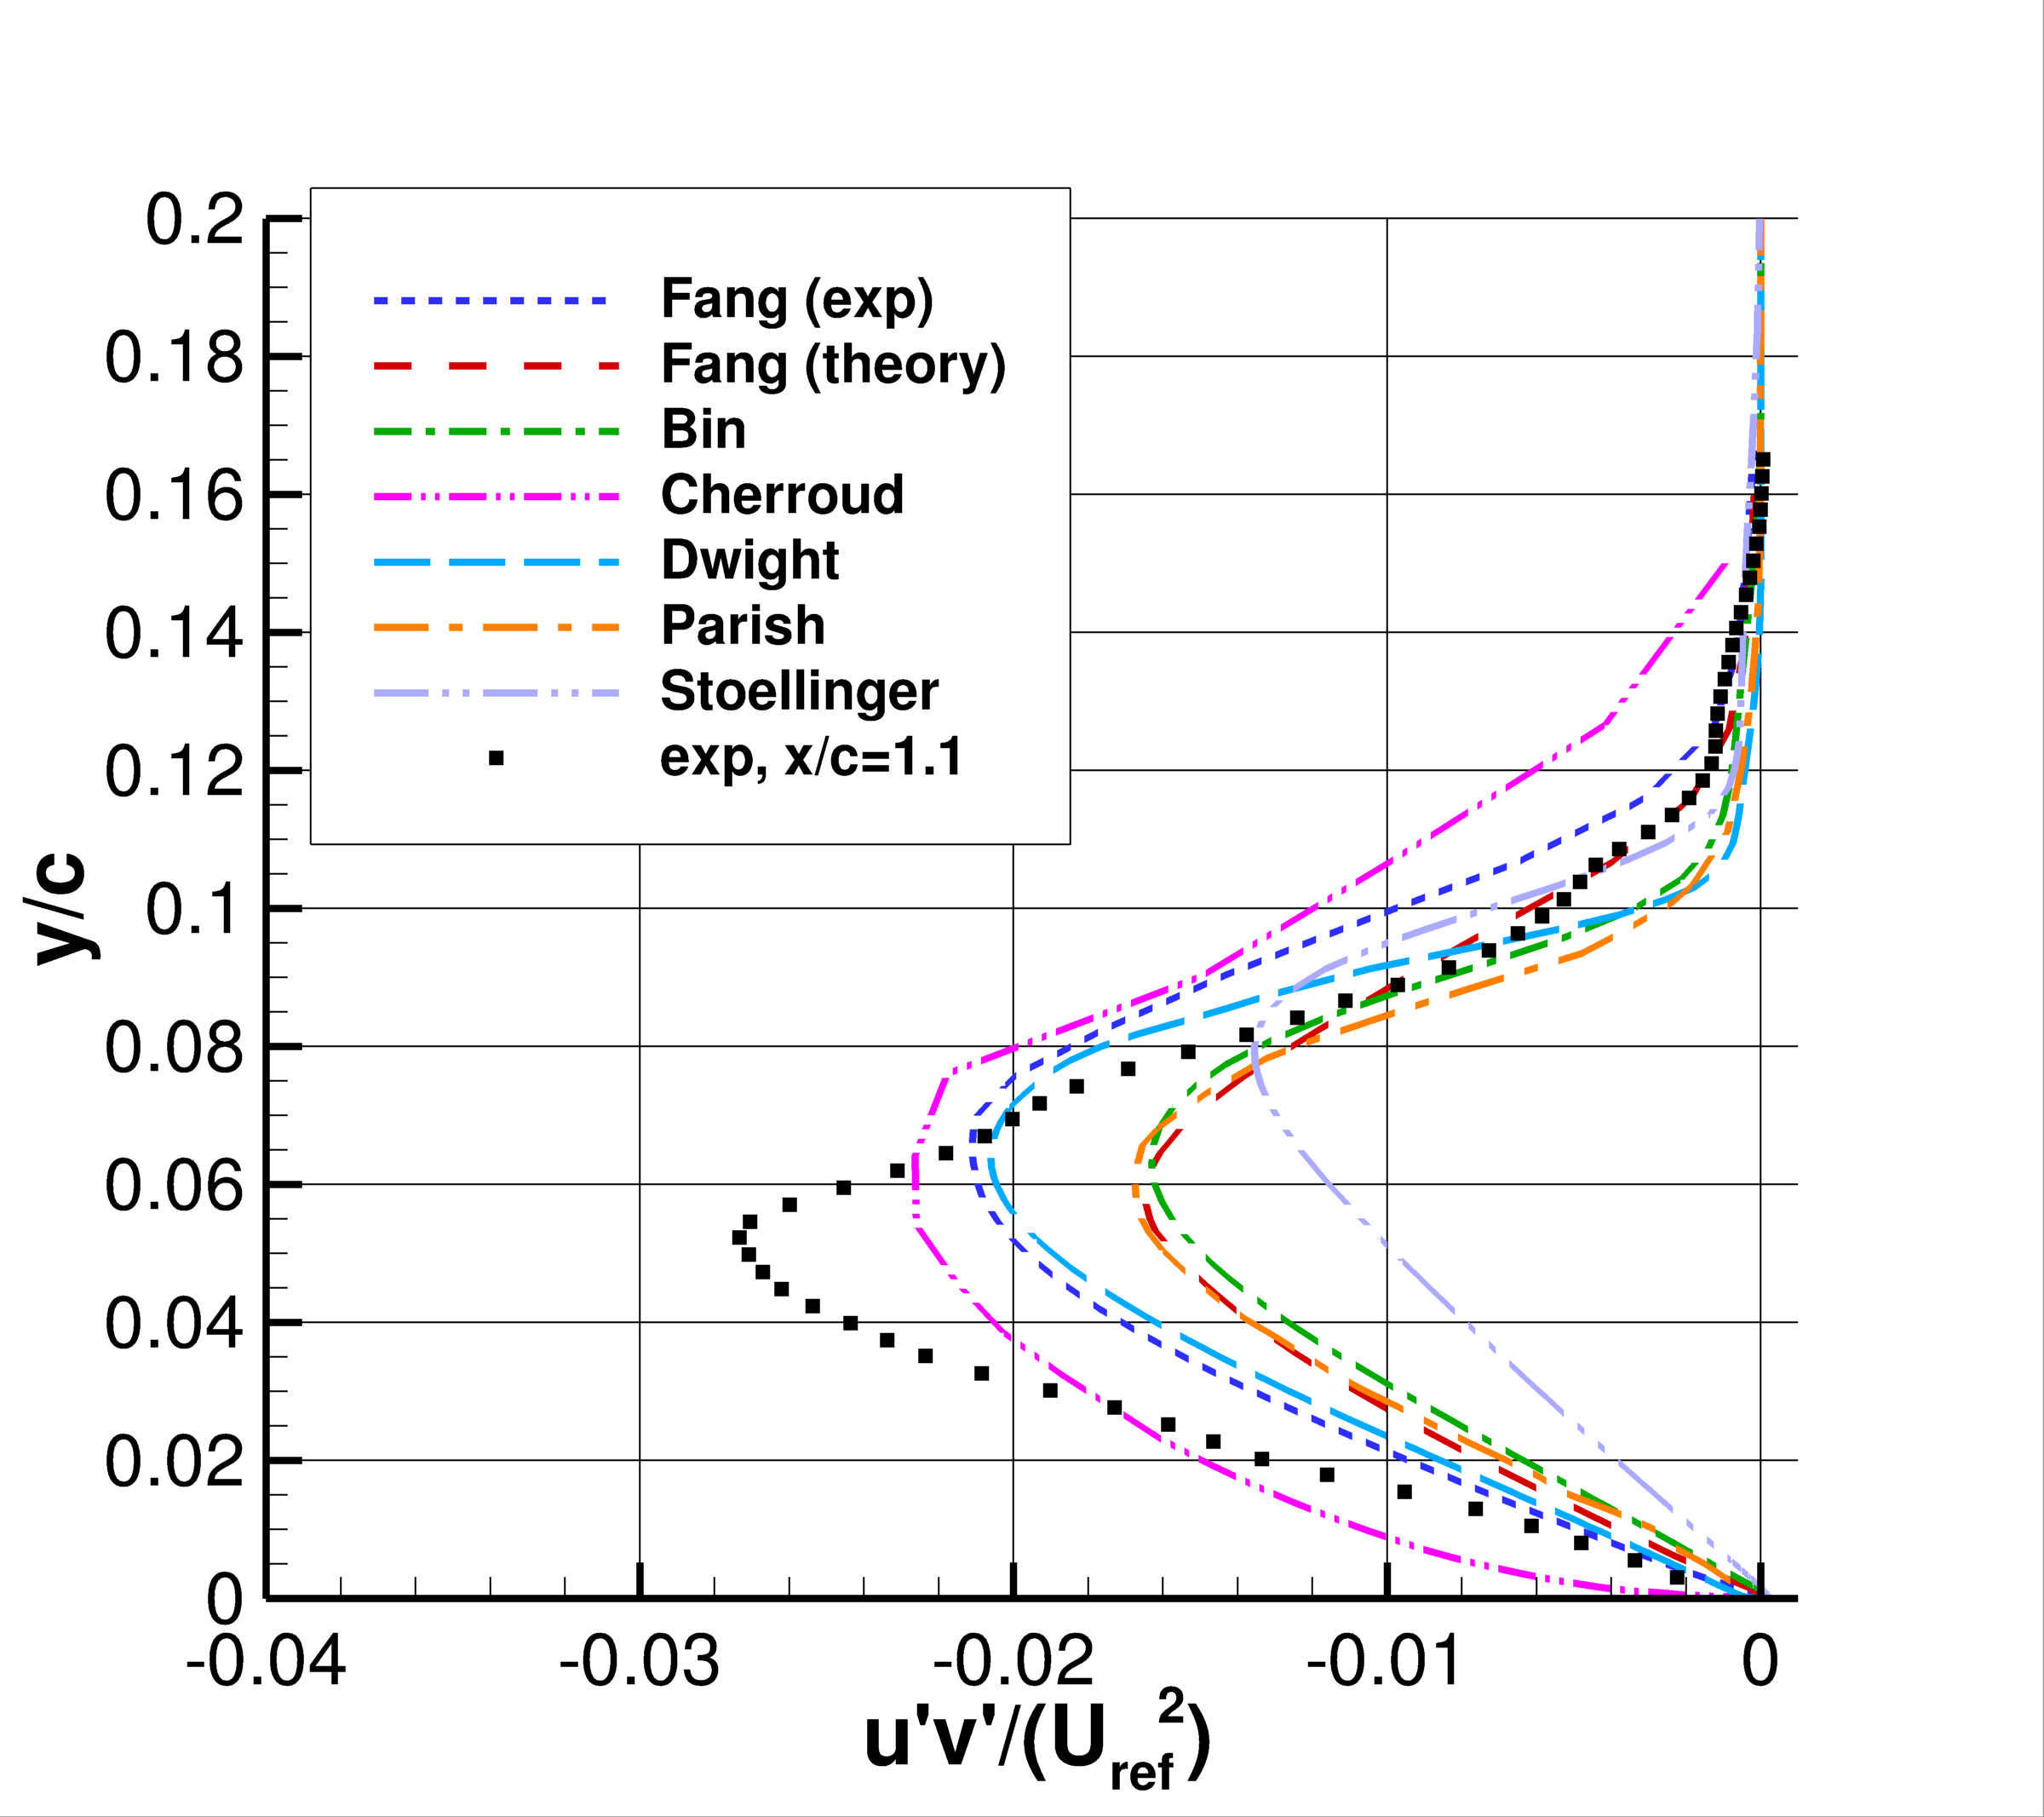 0.2
0.18
0.16
0.14
0.12
0.1
0.08
0.06
0.04
0.02
0
y/c
Fang (exp)
Fang (theory)
Bin
Cherroud
Dwight
Parish
Stoellinger
exp, x/c=1.1
-0.04 -0.03 -0.02 -0.01 0
u'v'/(U_ref^2)